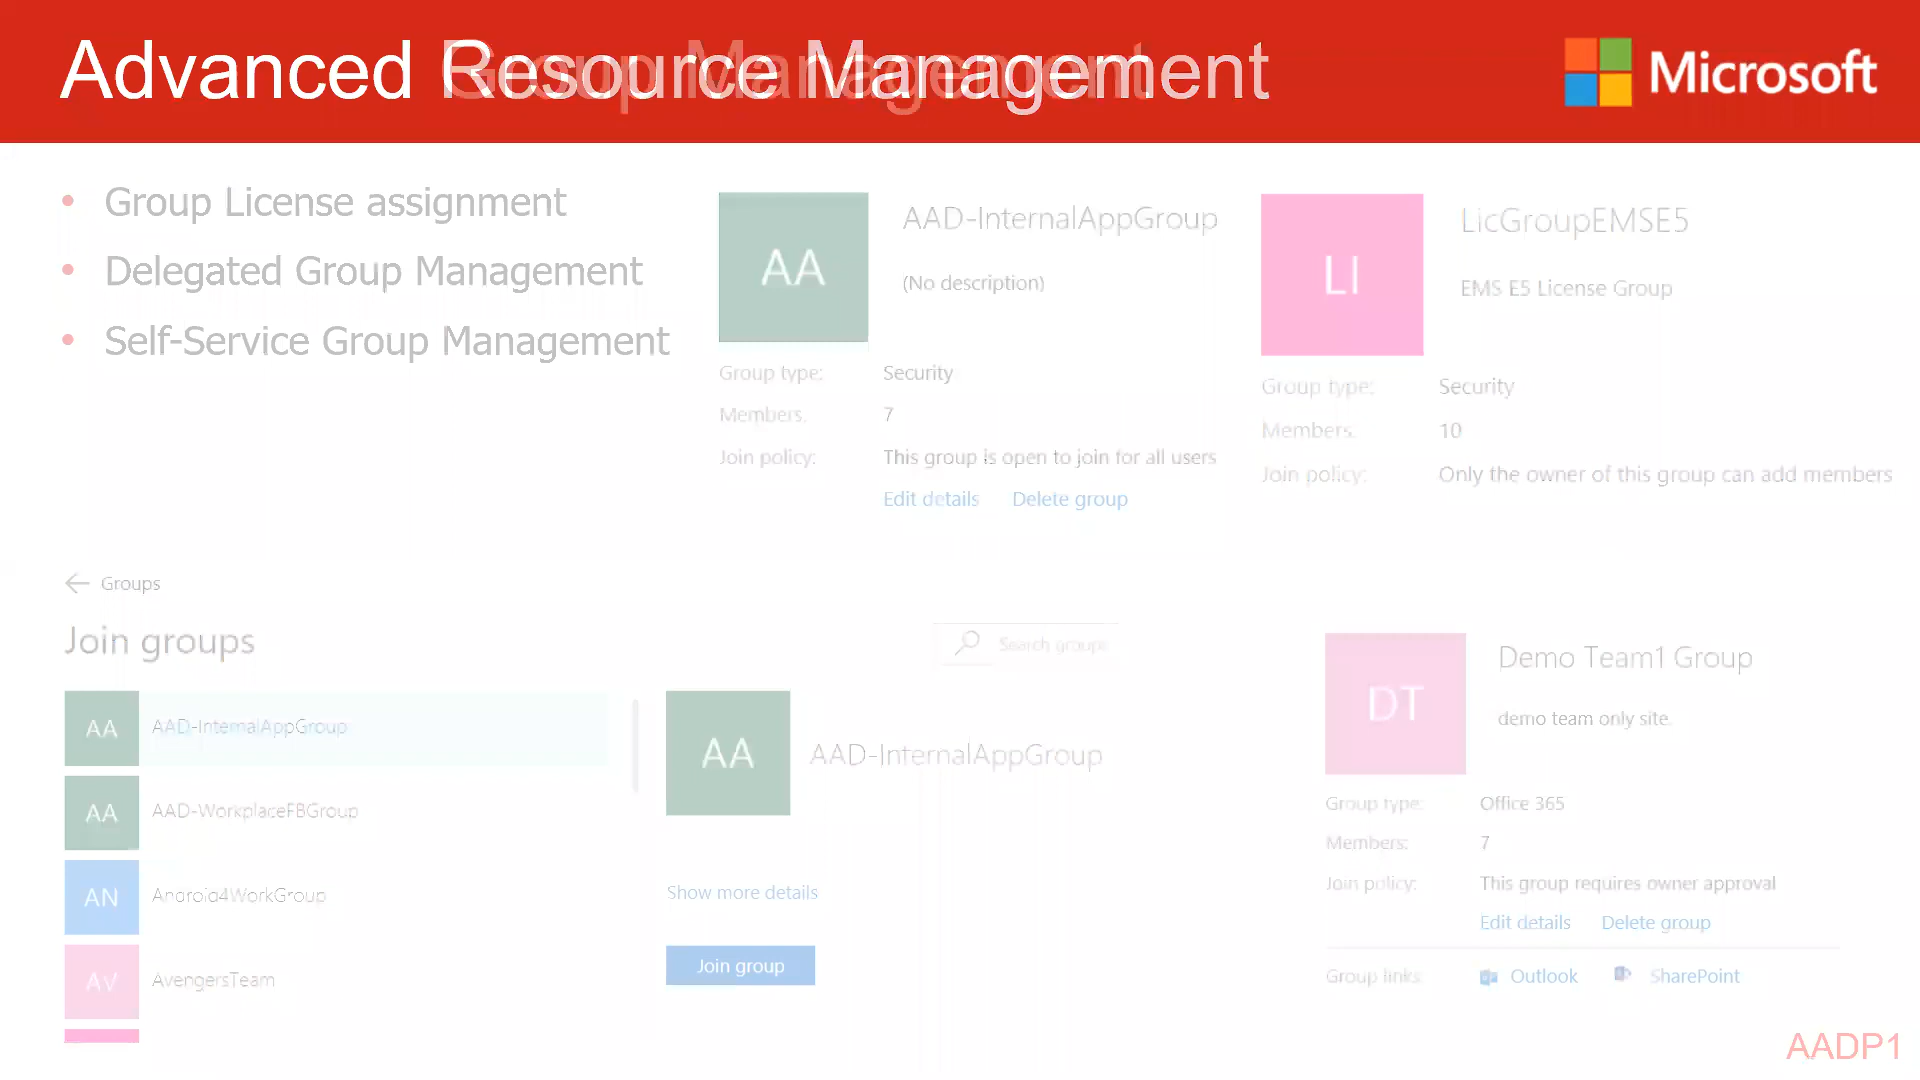 Advanced Resource Management
Group Management
Microsoft
• Group License assignment
• Delegated Group Management
• Self-Service Group Management
AA
AAD-InternalAppGroup
(No description)
Group type: Security
Members: 7
Join policy: This group is open to join for all users
Edit details Delete group
LI
LicGroupEMSE5
EMS E5 License Group
Group type: Security
Members: 10
Join policy: Only the owner of this group can add members
Groups
Join groups
Search groups
AA AAD-InternalAppGroup
AA AAD-WorkplaceFBGroup
AN Android4WorkGroup
AV AvengersTeam
AA AAD-InternalAppGroup
Show more details
Join group
DT
Demo Team1 Group
demo team only site.
Group type: Office 365
Members: 7
Join policy: This group requires owner approval
Edit details Delete group
Group links: Outlook SharePoint
AADP1